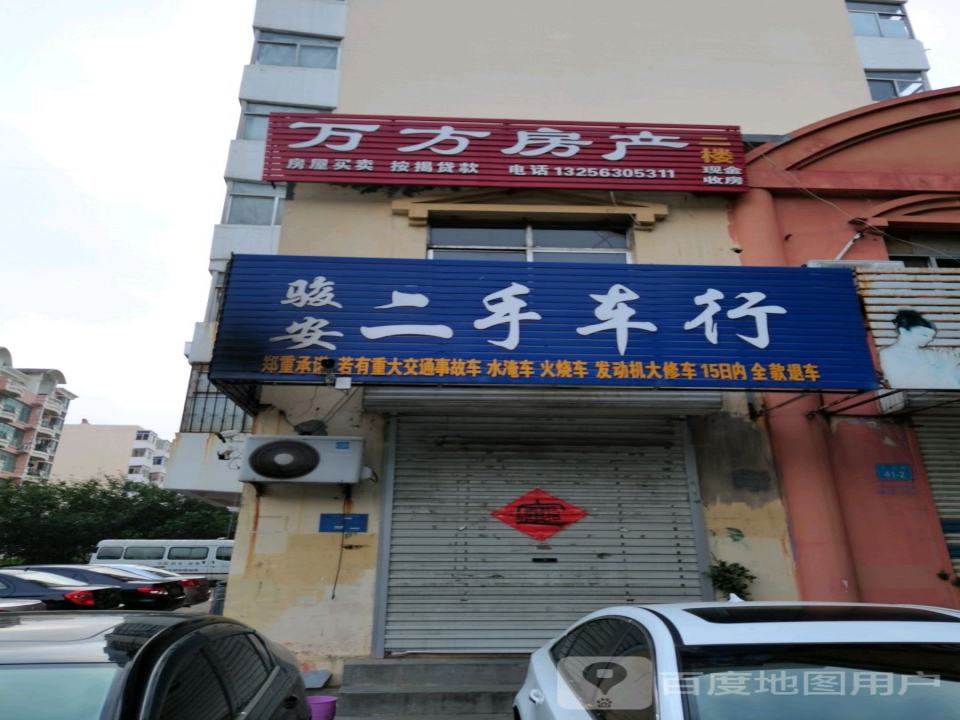 万方房产
二楼
房屋买卖 按揭贷款 电话13256305311
现金
收房
骏安
二手车行
郑重承诺 若有重大交通事故车 水淹车 火烧车 发动机大修车 15日内 全款退车
41-2
百度地图用户